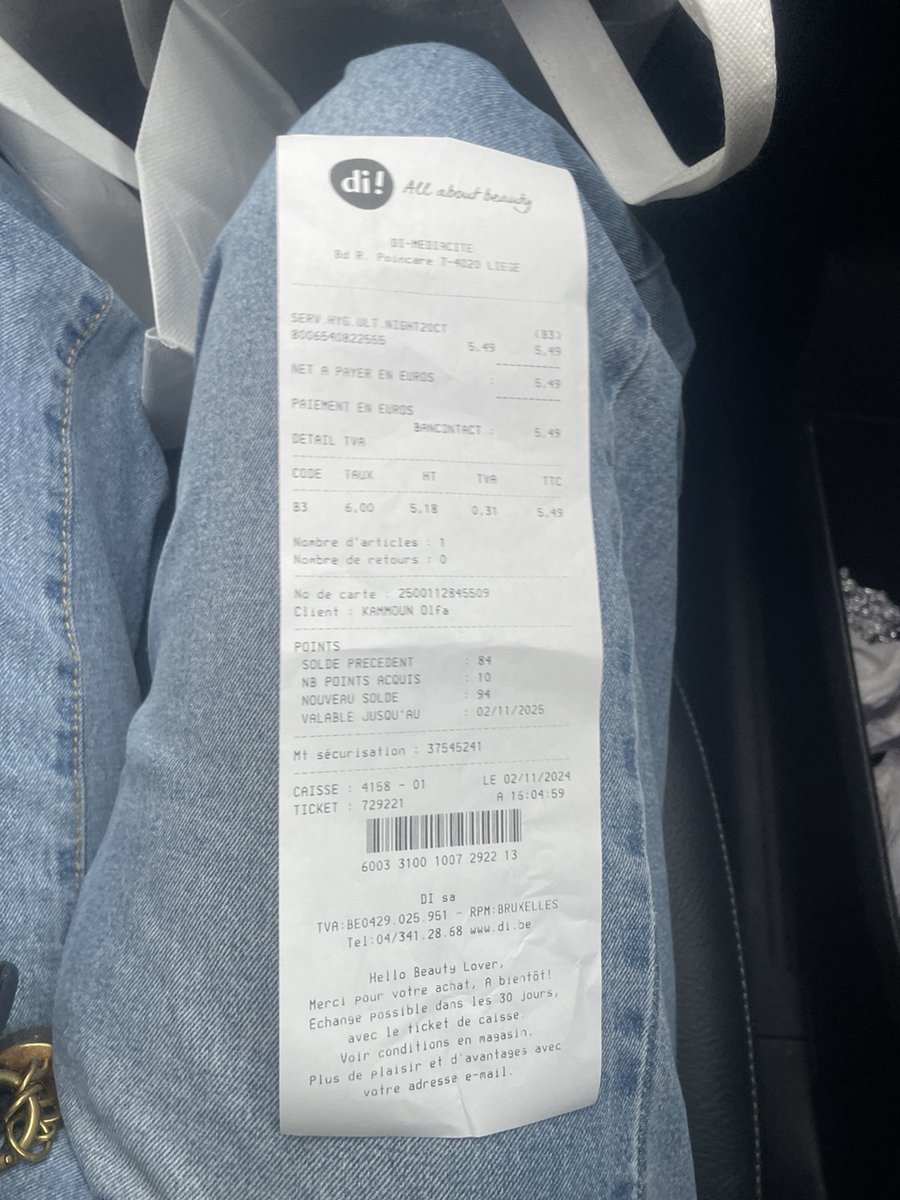 di! All about beauty
DI-MEDIACITE
Bd R. Poincare 7-4020 LIEGE
SERV.HYG.ULT.NIGHT20CT (B3)
8006540822555 5,49 5,49
NET A PAYER EN EUROS : 5,49
PAIEMENT EN EUROS
BANCONTACT : 5,49
DETAIL TVA
CODE TAUX HT TVA TTC
B3 6,00 5,18 0,31 5,49
Nombre d'articles : 1
Nombre de retours : 0
No de carte : 2500112845509
Client : KAMMOUN Olfa
POINTS
SOLDE PRECEDENT : 84
NB POINTS ACQUIS : 10
NOUVEAU SOLDE : 94
VALABLE JUSQU'AU : 02/11/2025
Mt sécurisation : 37545241
CAISSE : 4158 - 01 LE 02/11/2024
TICKET : 729221 A 16:04:59
6003 3100 1007 2922 13
DI sa
TVA:BE0429.025.951 - RPM:BRUXELLES
Tel:04/341.28.68 www.di.be
Hello Beauty Lover,
Merci pour votre achat, A bientôt!
Echange possible dans les 30 jours,
avec le ticket de caisse.
Voir conditions en magasin.
Plus de plaisir et d'avantages avec
votre adresse e-mail.